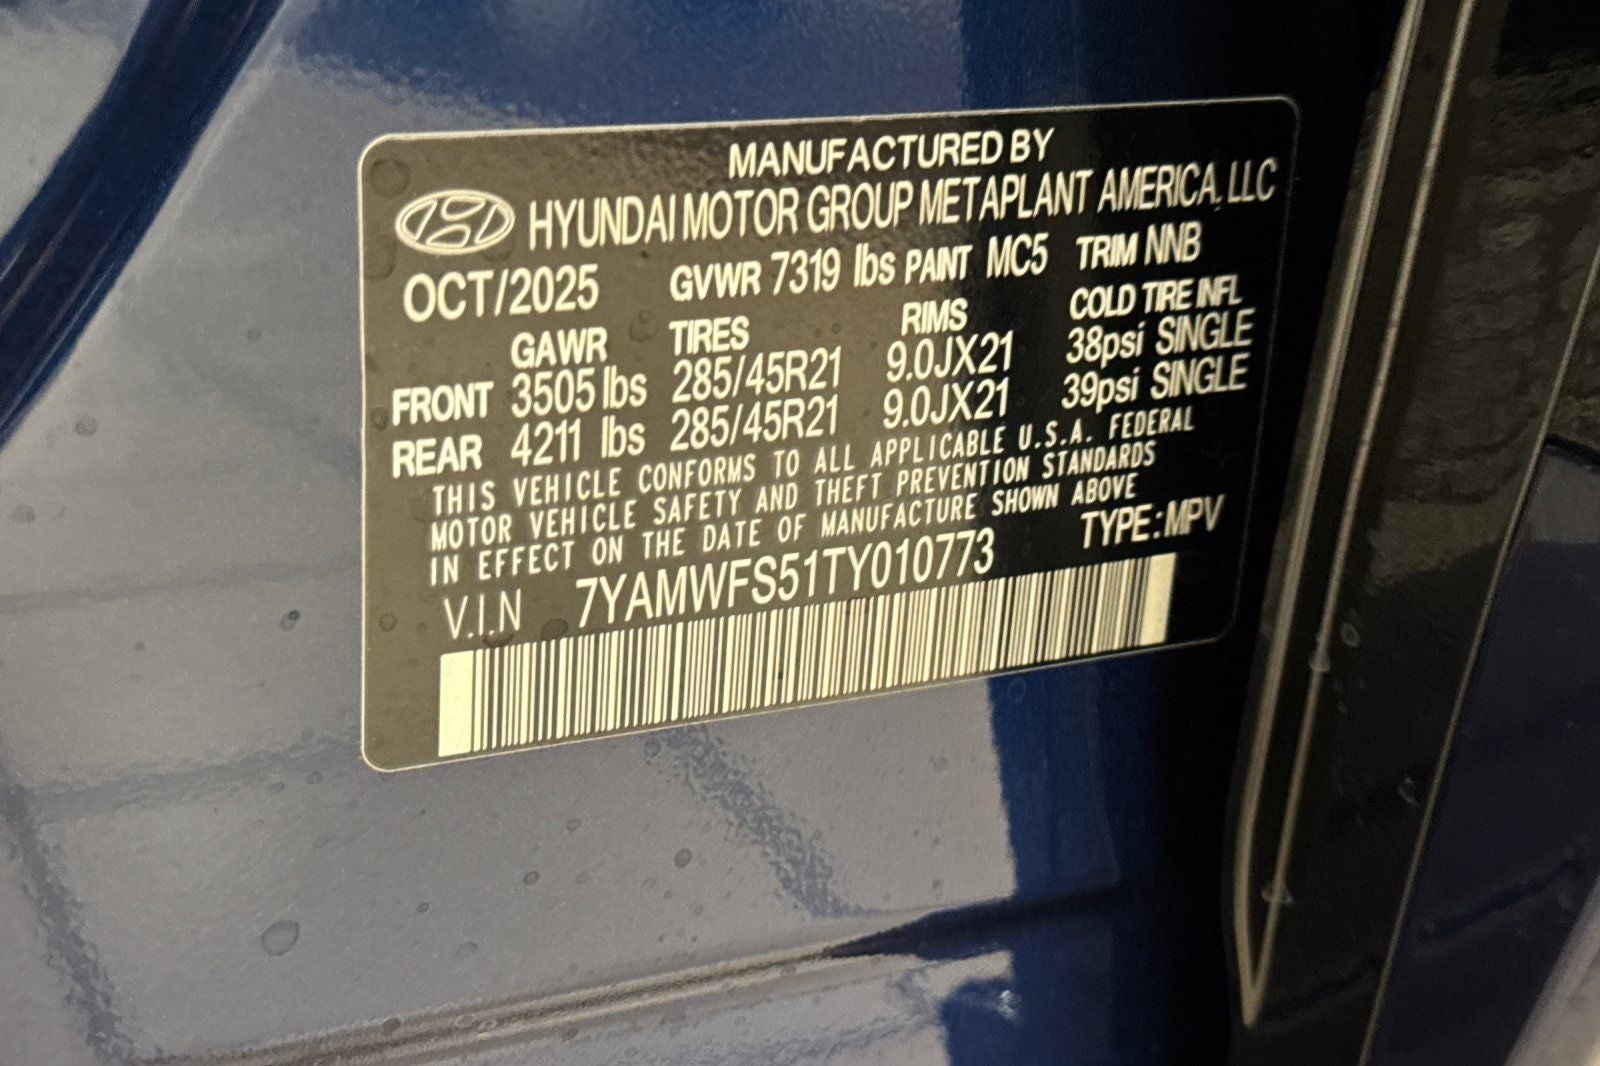 MANUFACTURED BY
HYUNDAI MOTOR GROUP METAPLANT AMERICA, LLC
OCT/2025 GVWR 7319 lbs PAINT MC5 TRIM NNB
GAWR TIRES RIMS COLD TIRE INFL
FRONT 3505 lbs 285/45R21 9.0JX21 38psi SINGLE
REAR 4211 lbs 285/45R21 9.0JX21 39psi SINGLE
THIS VEHICLE CONFORMS TO ALL APPLICABLE U.S.A. FEDERAL
MOTOR VEHICLE SAFETY AND THEFT PREVENTION STANDARDS
IN EFFECT ON THE DATE OF MANUFACTURE SHOWN ABOVE
V.I.N 7YAMWFS51TY010773 TYPE:MPV